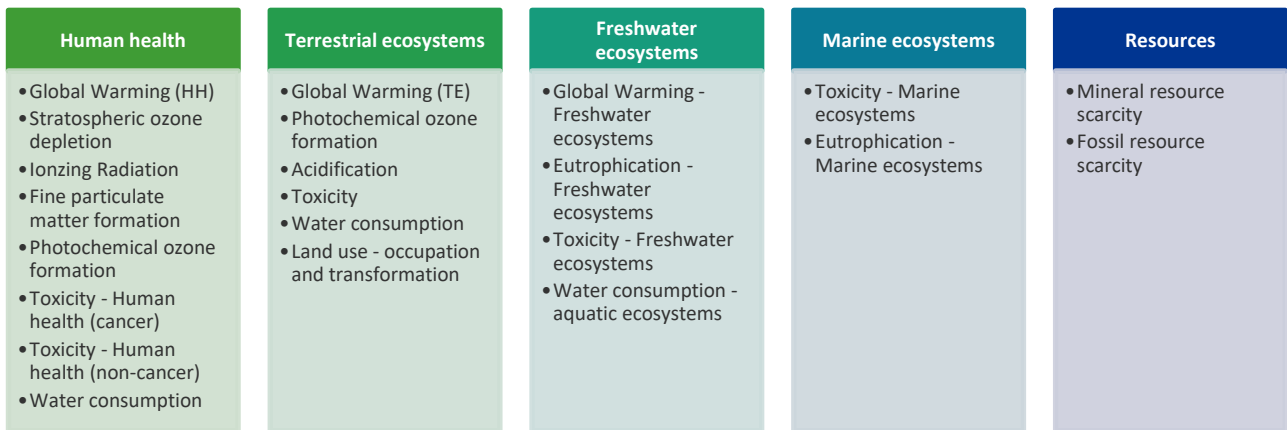 Human health
•Global Warming (HH)
•Stratospheric ozone
depletion
•Ionizing Radiation
•Fine particulate
matter formation
•Photochemical ozone
formation
•Toxicity - Human
health (cancer)
•Toxicity - Human
health (non-cancer)
•Water consumption
Terrestrial ecosystems
•Global Warming (TE)
•Photochemical ozone
formation
•Acidification
•Toxicity
•Water consumption
•Land use - occupation
and transformation
Freshwater
ecosystems
•Global Warming -
Freshwater
ecosystems
•Eutrophication -
Freshwater
ecosystems
•Toxicity - Freshwater
ecosystems
•Water consumption -
aquatic ecosystems
Marine ecosystems
•Toxicity - Marine
ecosystems
•Eutrophication -
Marine ecosystems
Resources
•Mineral resource
scarcity
•Fossil resource
scarcity